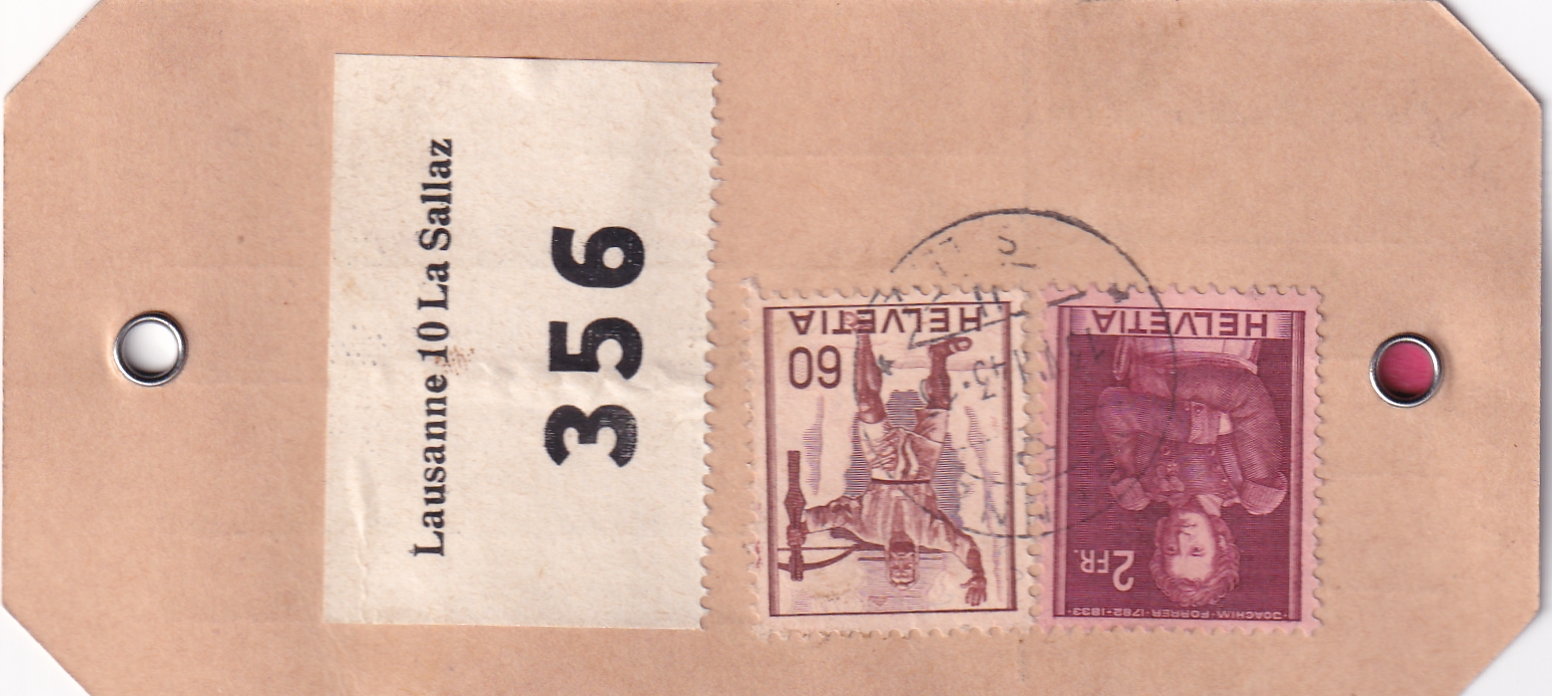 Lausanne 10 La Sallaz
356
HELVETIA
60
HELVETIA
2 FR.
·JOACHIM·FORRER·1782·1833·